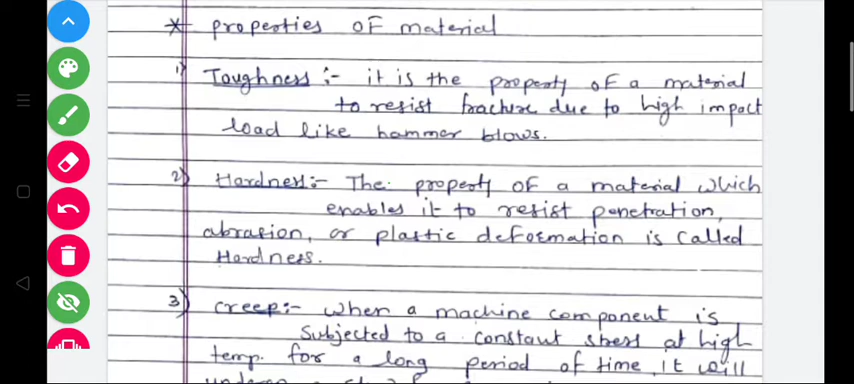 * properties of material
1) Toughness :- it is the property of a material
to resist fracture due to high impact
load like hammer blows.
2) Hardness:- The property of a material which
enables it to resist penetration,
abrasion, or plastic deformation is called
Hardness.
3) Creep:- when a machine component is
subjected to a constant stress at high
temp. for a long period of time, it will